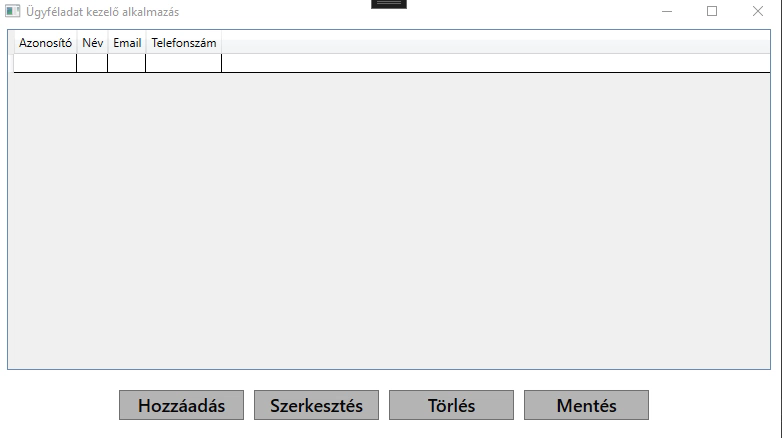 Ügyféladat kezelő alkalmazás
Azonosító Név Email Telefonszám
Hozzáadás Szerkesztés Törlés Mentés